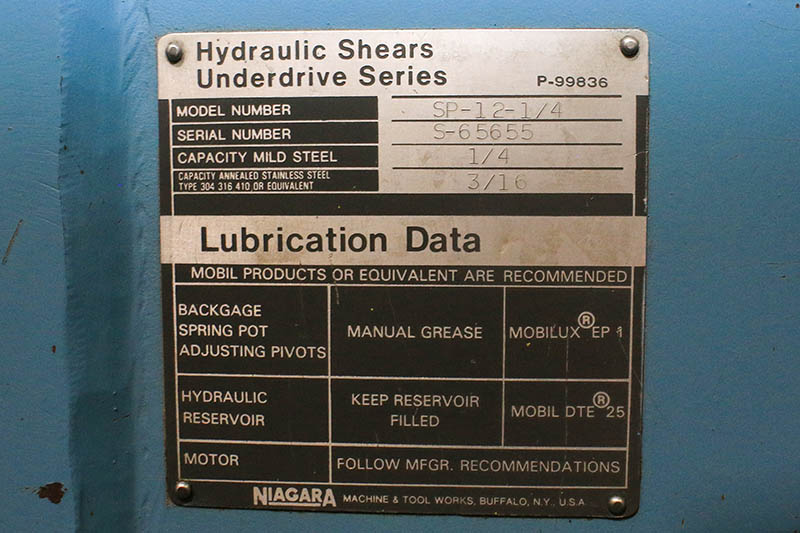 Hydraulic Shears
Underdrive Series
P-99836
MODEL NUMBER SP-12-1/4
SERIAL NUMBER S-65655
CAPACITY MILD STEEL 1/4
CAPACITY ANNEALED STAINLESS STEEL
TYPE 304 316 410 OR EQUIVALENT 3/16
Lubrication Data
MOBIL PRODUCTS OR EQUIVALENT ARE RECOMMENDED
BACKGAGE
SPRING POT
ADJUSTING PIVOTS
MANUAL GREASE
MOBILUX® EP 1
HYDRAULIC
RESERVOIR
KEEP RESERVOIR
FILLED
MOBIL DTE® 25
MOTOR
FOLLOW MFGR. RECOMMENDATIONS
NIAGARA MACHINE & TOOL WORKS, BUFFALO, N.Y., U.S.A.